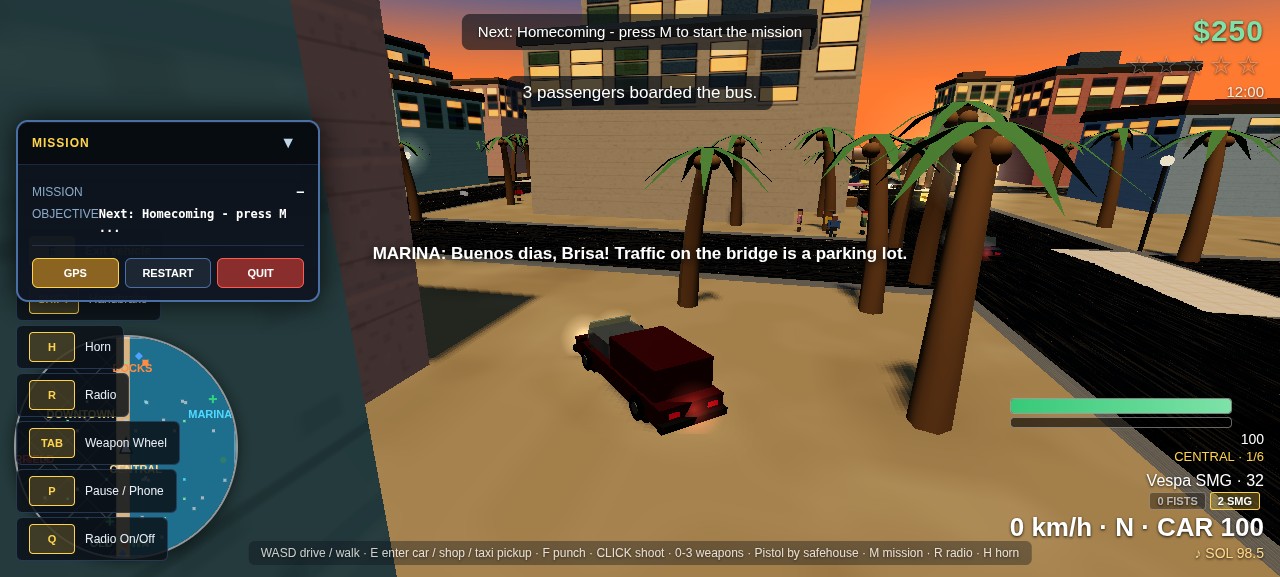 Next: Homecoming - press M to start the mission
$250
☆ ☆ ☆ ☆ ☆
3 passengers boarded the bus.
12:00
MISSION ▼
MISSION –
OBJECTIVE Next: Homecoming - press M ...
GPS RESTART QUIT
MARINA: Buenos dias, Brisa! Traffic on the bridge is a parking lot.
H Horn
R Radio
DOWNTOWN
MARINA
TAB Weapon Wheel
CENTRAL
P Pause / Phone
Q Radio On/Off
100
CENTRAL · 1/6
Vespa SMG · 32
0 FISTS 2 SMG
0 km/h · N · CAR 100
WASD drive / walk · E enter car / shop / taxi pickup · F punch · CLICK shoot · 0-3 weapons · Pistol by safehouse · M mission · R radio · H horn
♪ SOL 98.5